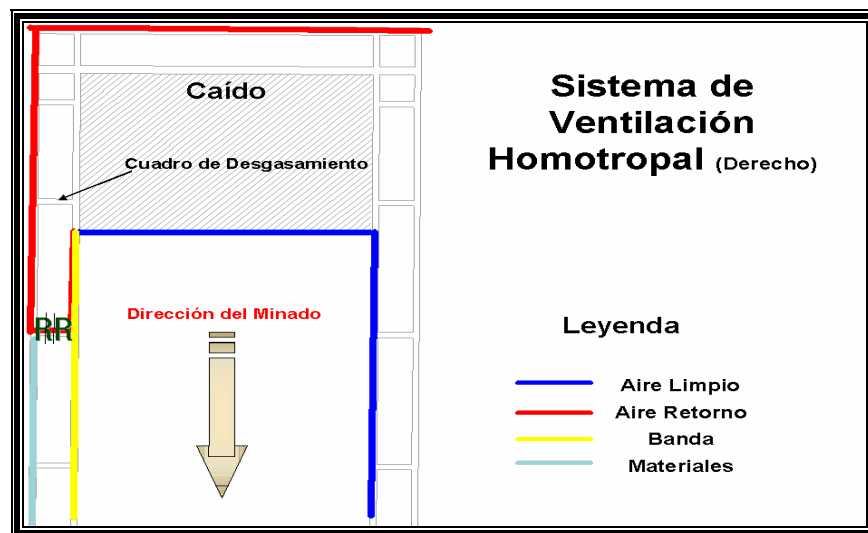 Caído
Cuadro de Desgasamiento
Dirección del Minado
RR
Sistema de
Ventilación
Homotropal (Derecho)
Leyenda
Aire Limpio
Aire Retorno
Banda
Materiales